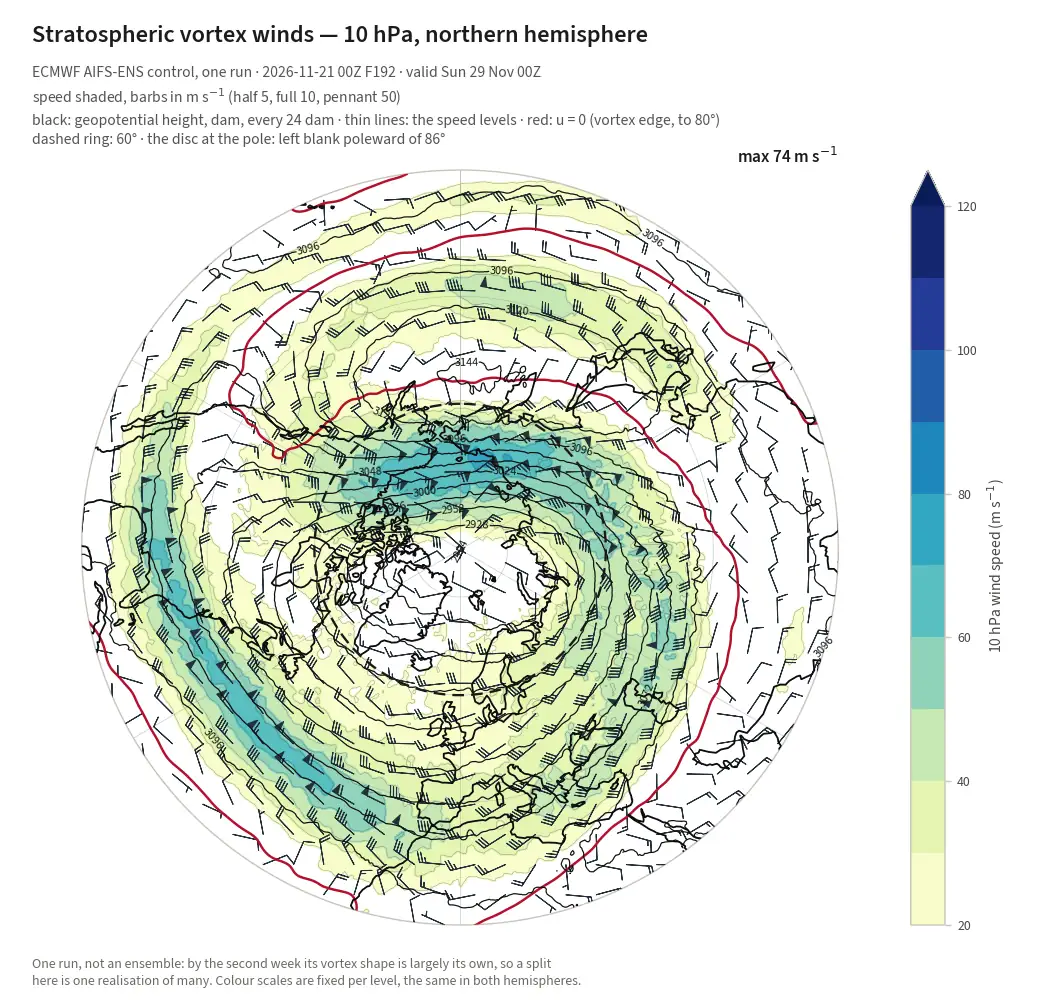 Stratospheric vortex winds — 10 hPa, northern hemisphere
ECMWF AIFS-ENS control, one run · 2026-11-21 00Z F192 · valid Sun 29 Nov 00Z
speed shaded, barbs in m s⁻¹ (half 5, full 10, pennant 50)
black: geopotential height, dam, every 24 dam · thin lines: the speed levels · red: u = 0 (vortex edge, to 80°)
dashed ring: 60° · the disc at the pole: left blank poleward of 86°
max 74 m s⁻¹
120
100
80
60
40
20
10 hPa wind speed (m s⁻¹)
3096
3096
3096
3144
3096
3096
3048
3024
3000
2928
3096
3096
One run, not an ensemble: by the second week its vortex shape is largely its own, so a split
here is one realisation of many. Colour scales are fixed per level, the same in both hemispheres.